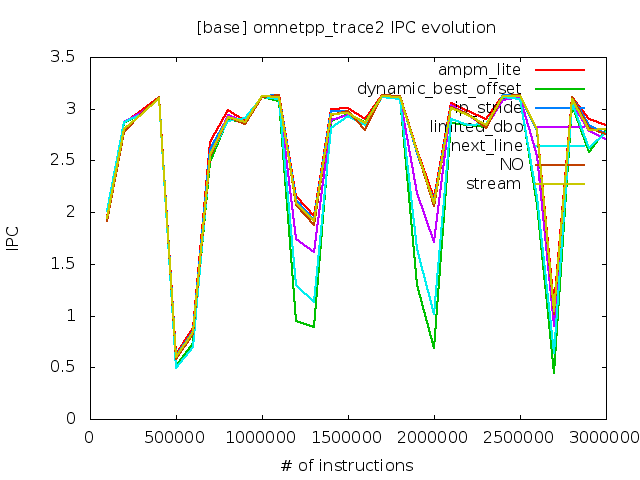 [base] omnetpp_trace2 IPC evolution
3.5
3
2.5
2
1.5
1
0.5
0
IPC
0
500000
1000000
1500000
2000000
2500000
3000000
# of instructions
ampm_lite
dynamic_best_offset
ip_stride
limited_dbo
next_line
NO
stream